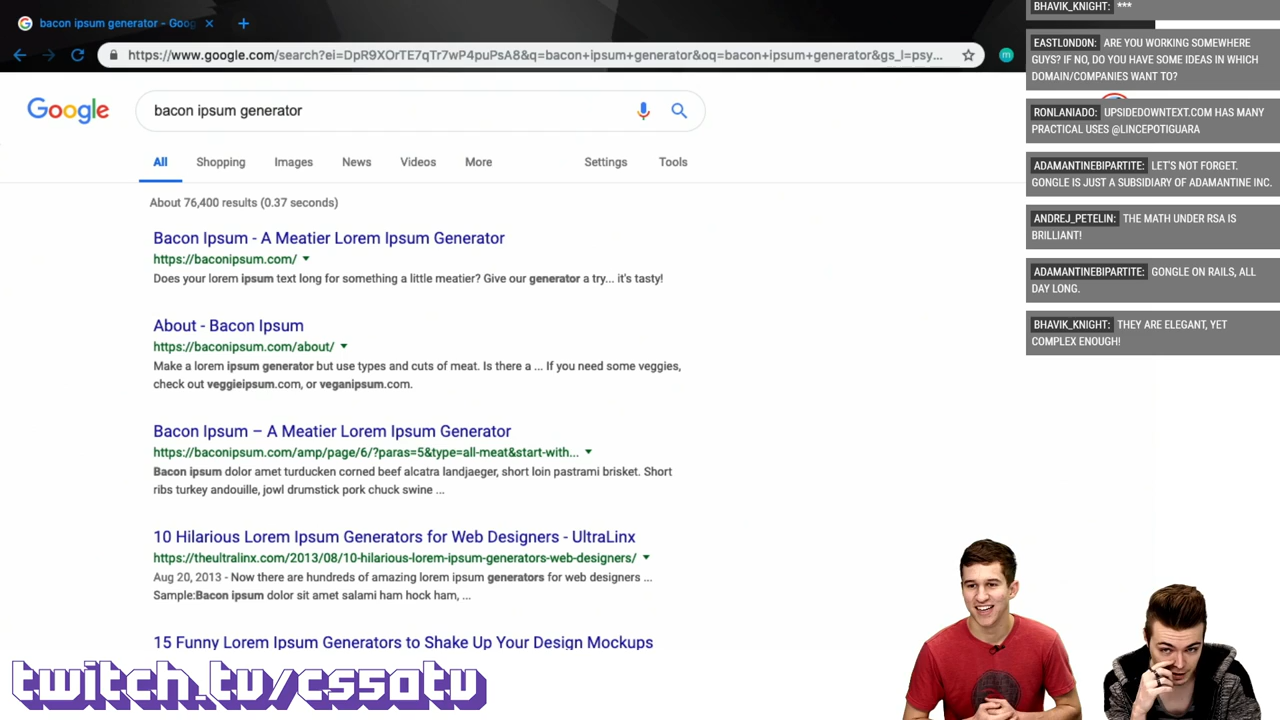 bacon ipsum generator - Goog
https://www.google.com/search?ei=DpR9XOrTE7qTr7wP4puPsA8&q=bacon+ipsum+generator&oq=bacon+ipsum+generator&gs_l=psy...
m
Google
bacon ipsum generator
All
Shopping
Images
News
Videos
More
Settings
Tools
About 76,400 results (0.37 seconds)
Bacon Ipsum - A Meatier Lorem Ipsum Generator
https://baconipsum.com/
Does your lorem ipsum text long for something a little meatier? Give our generator a try... it's tasty!
About - Bacon Ipsum
https://baconipsum.com/about/
Make a lorem ipsum generator but use types and cuts of meat. Is there a ... If you need some veggies,
check out veggieipsum.com, or veganipsum.com.
Bacon Ipsum – A Meatier Lorem Ipsum Generator
https://baconipsum.com/amp/page/6/?paras=5&type=all-meat&start-with...
Bacon ipsum dolor amet turducken corned beef alcatra landjaeger, short loin pastrami brisket. Short
ribs turkey andouille, jowl drumstick pork chuck swine ...
10 Hilarious Lorem Ipsum Generators for Web Designers - UltraLinx
https://theultralinx.com/2013/08/10-hilarious-lorem-ipsum-generators-web-designers/
Aug 20, 2013 - Now there are hundreds of amazing lorem ipsum generators for web designers ...
Sample:Bacon ipsum dolor sit amet salami ham hock ham, ...
15 Funny Lorem Ipsum Generators to Shake Up Your Design Mockups
twitch.tv/cs50tv
BHAVIK_KNIGHT: ***
EASTL0ND0N: ARE YOU WORKING SOMEWHERE
GUYS? IF NO, DO YOU HAVE SOME IDEAS IN WHICH
DOMAIN/COMPANIES WANT TO?
RONLANIADO: UPSIDEDOWNTEXT.COM HAS MANY
PRACTICAL USES @LINCEPOTIGUARA
ADAMANTINEBIPARTITE: LET'S NOT FORGET.
GONGLE IS JUST A SUBSIDIARY OF ADAMANTINE INC.
ANDREJ_PETELIN: THE MATH UNDER RSA IS
BRILLIANT!
ADAMANTINEBIPARTITE: GONGLE ON RAILS, ALL
DAY LONG.
BHAVIK_KNIGHT: THEY ARE ELEGANT, YET
COMPLEX ENOUGH!